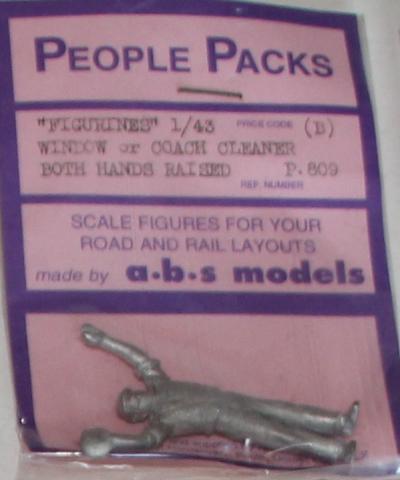 PEOPLE PACKS
"FIGURINES" 1/43 PRICE CODE (B)
WINDOW or COACH CLEANER
BOTH HANDS RAISED P.809
REF. NUMBER
SCALE FIGURES FOR YOUR
ROAD AND RAIL LAYOUTS
made by a.b.s models